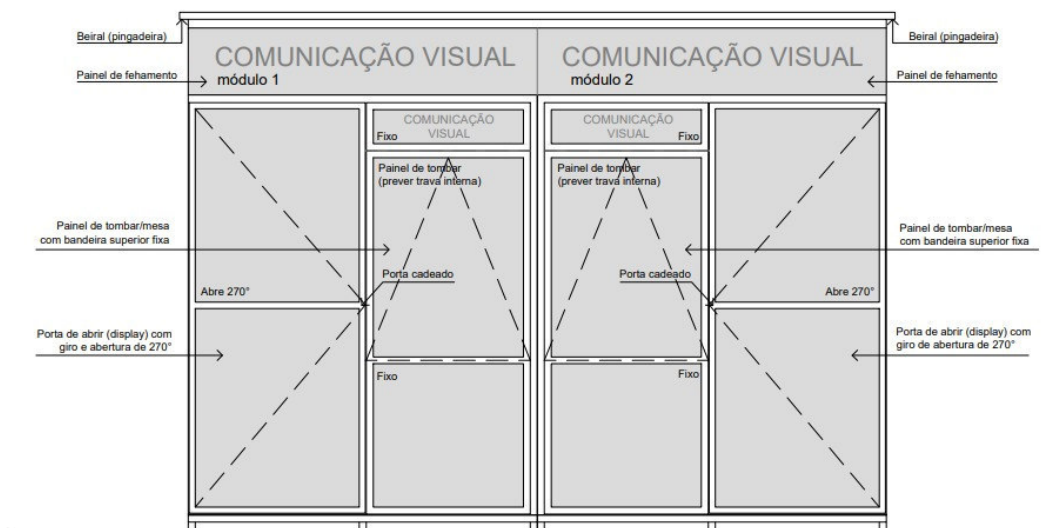 Beiral (pingadeira)
Beiral (pingadeira)
COMUNICAÇÃO VISUAL
COMUNICAÇÃO VISUAL
Painel de fehamento
módulo 1
módulo 2
Painel de fehamento
COMUNICAÇÃO
VISUAL
Fixo
COMUNICAÇÃO
VISUAL
Fixo
Painel de tombar
(prever trava interna)
Painel de tombar
(prever trava interna)
Painel de tombar/mesa
com bandeira superior fixa
Painel de tombar/mesa
com bandeira superior fixa
Porta cadeado
Porta cadeado
Abre 270°
Abre 270°
Porta de abrir (display) com
giro e abertura de 270°
Porta de abrir (display) com
giro de abertura de 270°
Fixo
Fixo